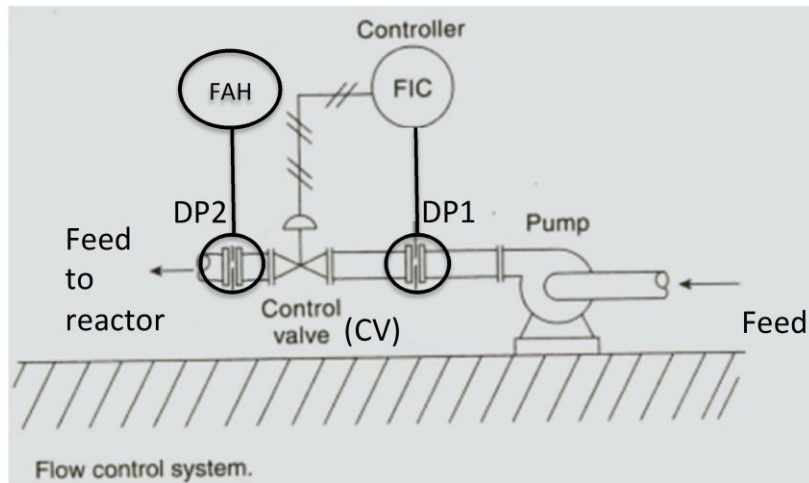 Controller
FAH
FIC
DP2
DP1
Pump
Feed
to
reactor
Control
valve
(CV)
Feed
Flow control system.